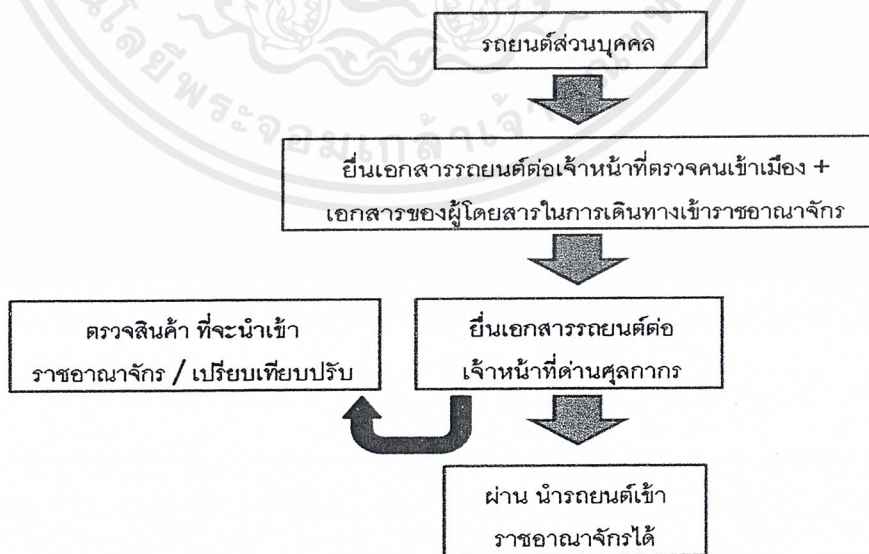 รถยนต์ส่วนบุคคล
ยื่นเอกสารรถยนต์ต่อเจ้าหน้าที่ตรวจคนเข้าเมือง +
เอกสารของผู้โดยสารในการเดินทางเข้าราชอาณาจักร
ตรวจสินค้า ที่จะนำเข้า
ราชอาณาจักร / เปรียบเทียบปรับ
ยื่นเอกสารรถยนต์ต่อ
เจ้าหน้าที่ด่านศุลกากร
ผ่าน นำรถยนต์เข้า
ราชอาณาจักรได้